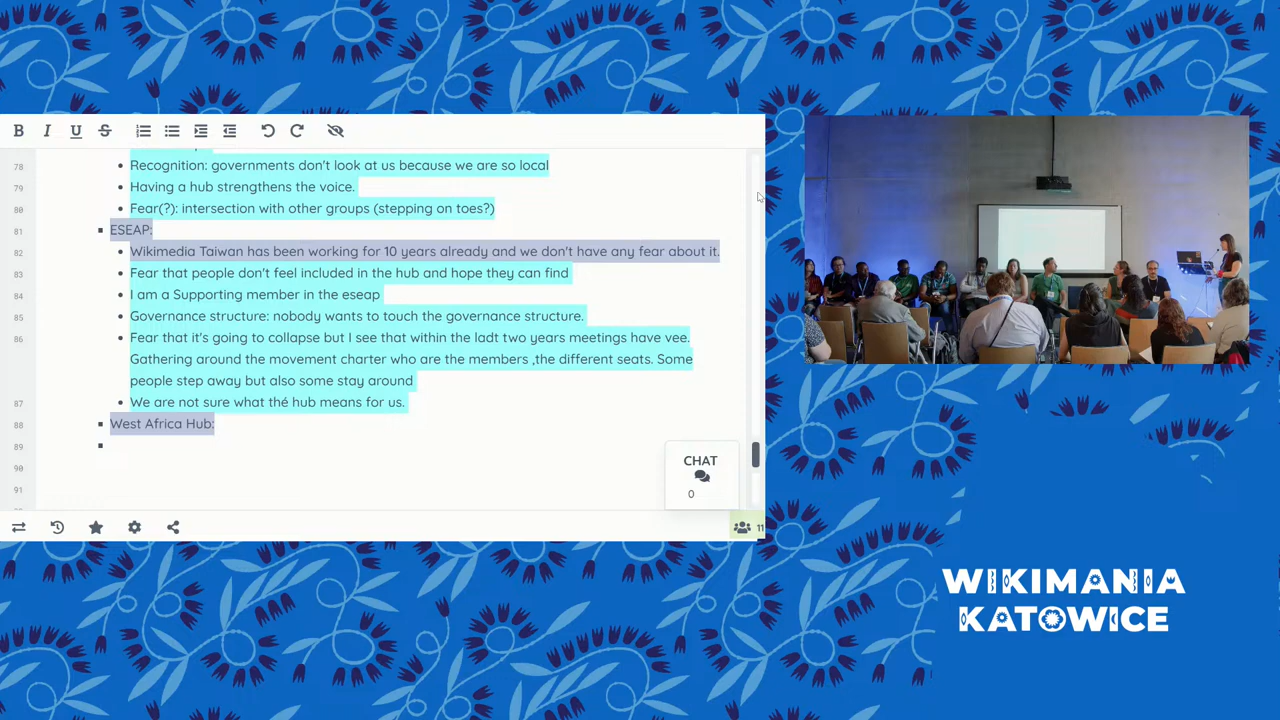 B I U S
78 Recognition: governments don't look at us because we are so local
79 Having a hub strengthens the voice.
80 Fear(?): intersection with other groups (stepping on toes?)
81 ESEAP:
82 Wikimedia Taiwan has been working for 10 years already and we don't have any fear about it.
83 Fear that people don't feel included in the hub and hope they can find
84 I am a Supporting member in the eseap
85 Governance structure: nobody wants to touch the governance structure.
86 Fear that it's going to collapse but I see that within the ladt two years meetings have vee.
Gathering around the movement charter who are the members ,the different seats. Some
people step away but also some stay around
87 We are not sure what thé hub means for us.
88 West Africa Hub:
89
90
91
CHAT
0
11
WIKIMANIA
KATOWICE